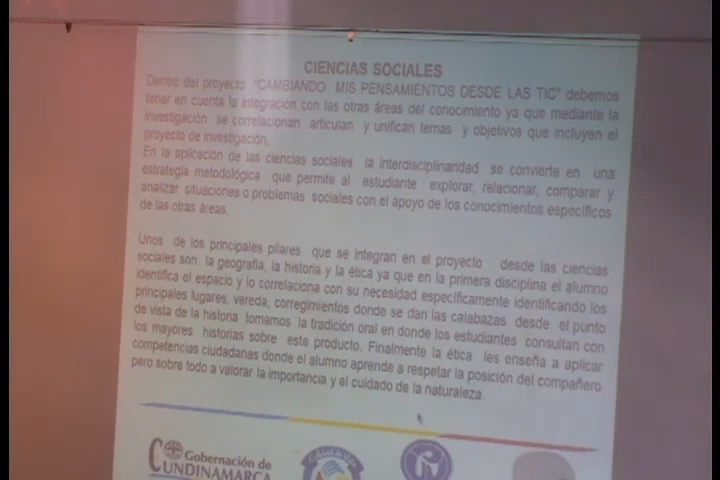 CIENCIAS SOCIALES
Dentro del proyecto "CAMBIANDO MIS PENSAMIENTOS DESDE LAS TIC" debemos
tener en cuenta la integración con las otras áreas del conocimiento ya que mediante la
investigación se correlacionan articulan y unifican temas y objetivos que incluyen el
proyecto de investigación.
En la aplicación de las ciencias sociales la interdisciplinaridad se convierte en una
estrategia metodológica que permite al estudiante explorar, relacionar, comparar y
analizar situaciones o problemas sociales con el apoyo de los conocimientos específicos
de las otras áreas.
Unos de los principales pilares que se integran en el proyecto desde las ciencias
sociales son la geografía, la historia y la ética ya que en la primera disciplina el alumno
identifica el espacio y lo correlaciona con su necesidad específicamente identificando los
principales lugares, vereda, corregimientos donde se dan las calabazas desde el punto
de vista de la historia tomamos la tradición oral en donde los estudiantes consultan con
los mayores historias sobre este producto. Finalmente la ética les enseña a aplicar
competencias ciudadanas donde el alumno aprende a respetar la posición del compañero
pero sobre todo a valorar la importancia y el cuidado de la naturaleza.
Gobernación de
CUNDINAMARCA